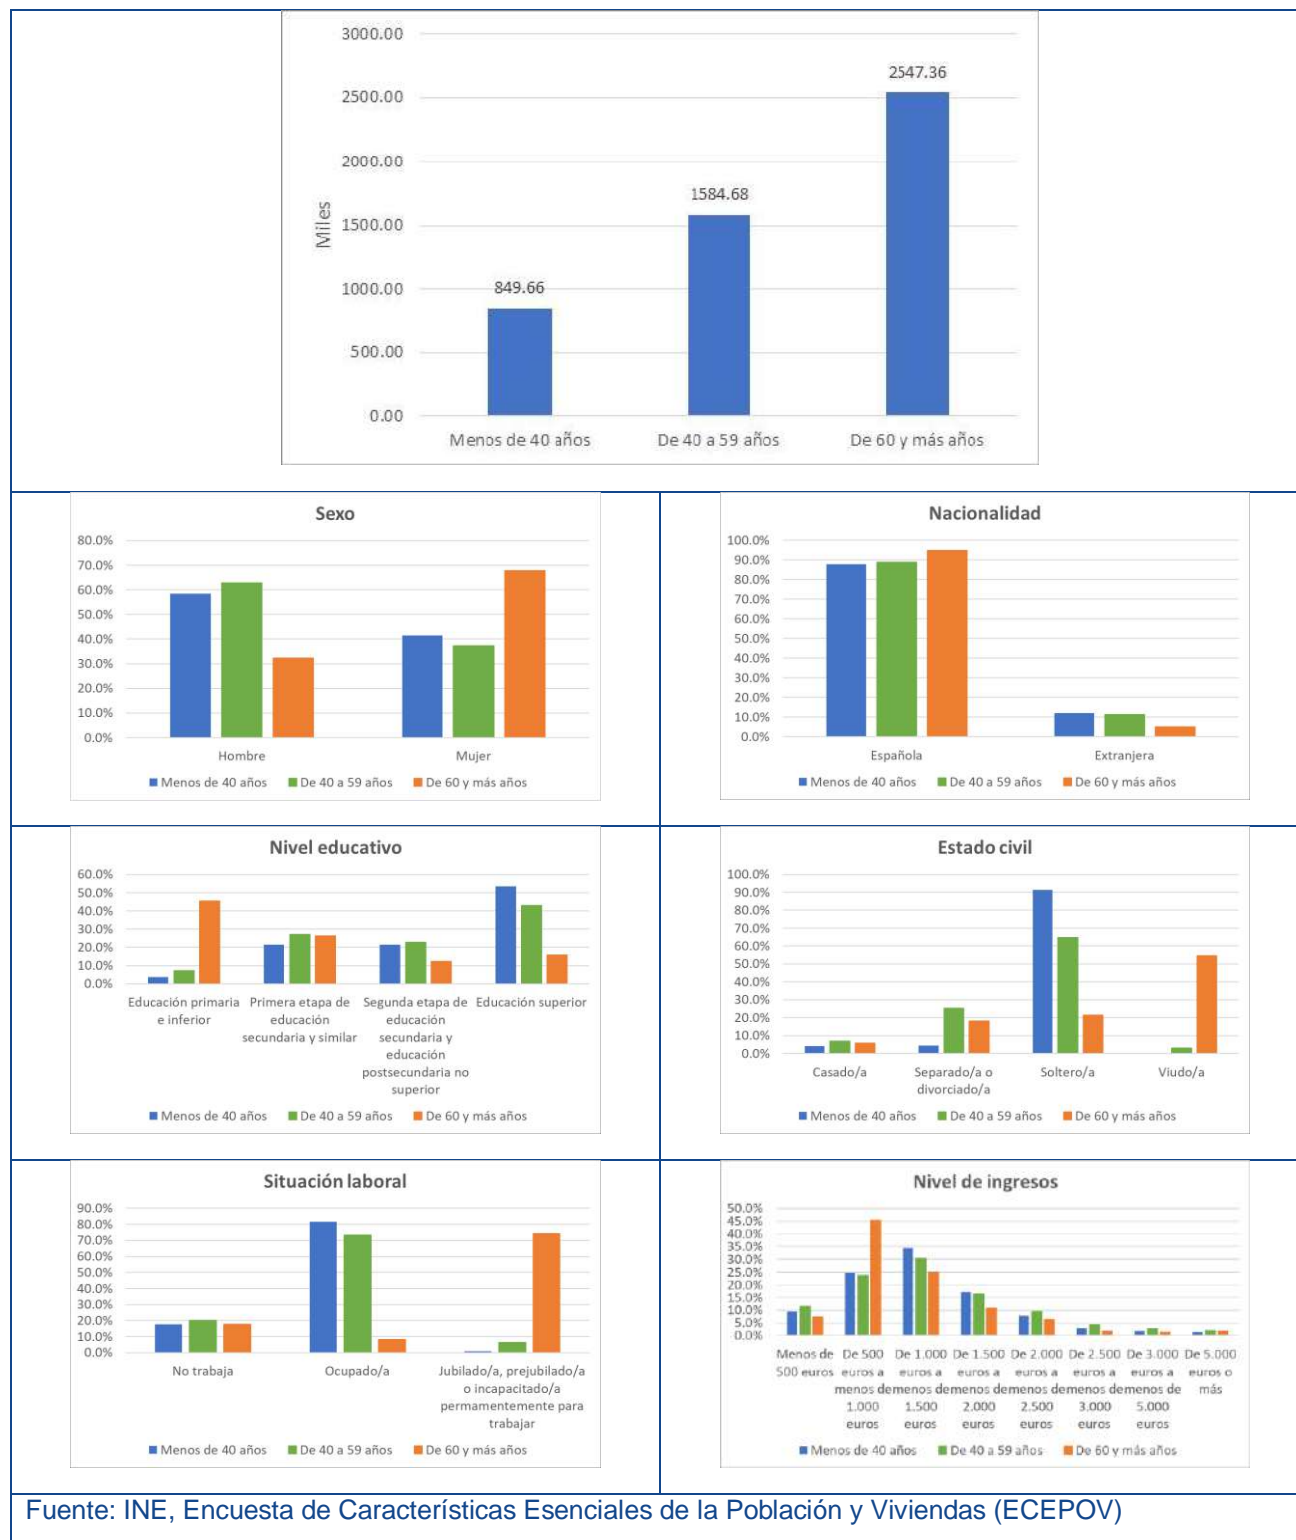 3000.00
2500.00
2000.00
1500.00
1000.00
500.00
0.00
Miles
849.66
1584.68
2547.36
Menos de 40 años De 40 a 59 años De 60 y más años
Sexo
80.0%
70.0%
60.0%
50.0%
40.0%
30.0%
20.0%
10.0%
0.0%
Hombre Mujer
Menos de 40 años De 40 a 59 años De 60 y más años
Nacionalidad
100.0%
90.0%
80.0%
70.0%
60.0%
50.0%
40.0%
30.0%
20.0%
10.0%
0.0%
Española Extranjera
Menos de 40 años De 40 a 59 años De 60 y más años
Nivel educativo
60.0%
50.0%
40.0%
30.0%
20.0%
10.0%
0.0%
Educación primaria
e inferior
Primera etapa de
educación
secundaria y similar
Segunda etapa de
educación
secundaria y
educación
postsecundaria no
superior
Educación superior
Menos de 40 años De 40 a 59 años De 60 y más años
Estado civil
100.0%
90.0%
80.0%
70.0%
60.0%
50.0%
40.0%
30.0%
20.0%
10.0%
0.0%
Casado/a
Separado/a o
divorciado/a
Soltero/a
Viudo/a
Menos de 40 años De 40 a 59 años De 60 y más años
Situación laboral
90.0%
80.0%
70.0%
60.0%
50.0%
40.0%
30.0%
20.0%
10.0%
0.0%
No trabaja
Ocupado/a
Jubilado/a, prejubilado/a
o incapacitado/a
permamentemente para
trabajar
Menos de 40 años De 40 a 59 años De 60 y más años
Nivel de ingresos
50.0%
45.0%
40.0%
35.0%
30.0%
25.0%
20.0%
15.0%
10.0%
5.0%
0.0%
Menos de
500 euros
De 500
euros a
menos de
1.000
euros
De 1.000
euros a
menos de
1.500
euros
De 1.500
euros a
menos de
2.000
euros
De 2.000
euros a
menos de
2.500
euros
De 2.500
euros a
menos de
3.000
euros
De 3.000
euros a
menos de
5.000
euros
De 5.000
euros o
más
Menos de 40 años De 40 a 59 años De 60 y más años
Fuente: INE, Encuesta de Características Esenciales de la Población y Viviendas (ECEPOV)